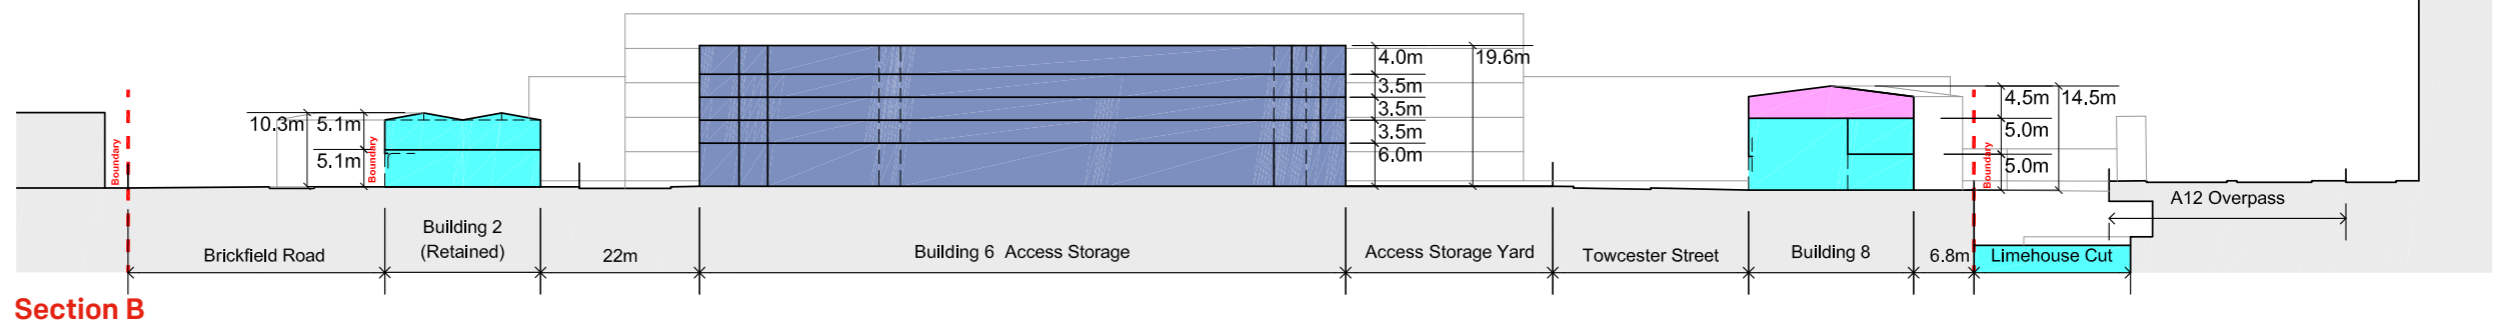 4.0m
19.6m
3.5m
3.5m
3.5m
6.0m
10.3m
5.1m
5.1m
4.5m
14.5m
5.0m
5.0m
Boundary
Boundary
Boundary
Brickfield Road
Building 2
(Retained)
22m
Building 6 Access Storage
Access Storage Yard
Towcester Street
Building 8
6.8m
Limehouse Cut
A12 Overpass
Section B